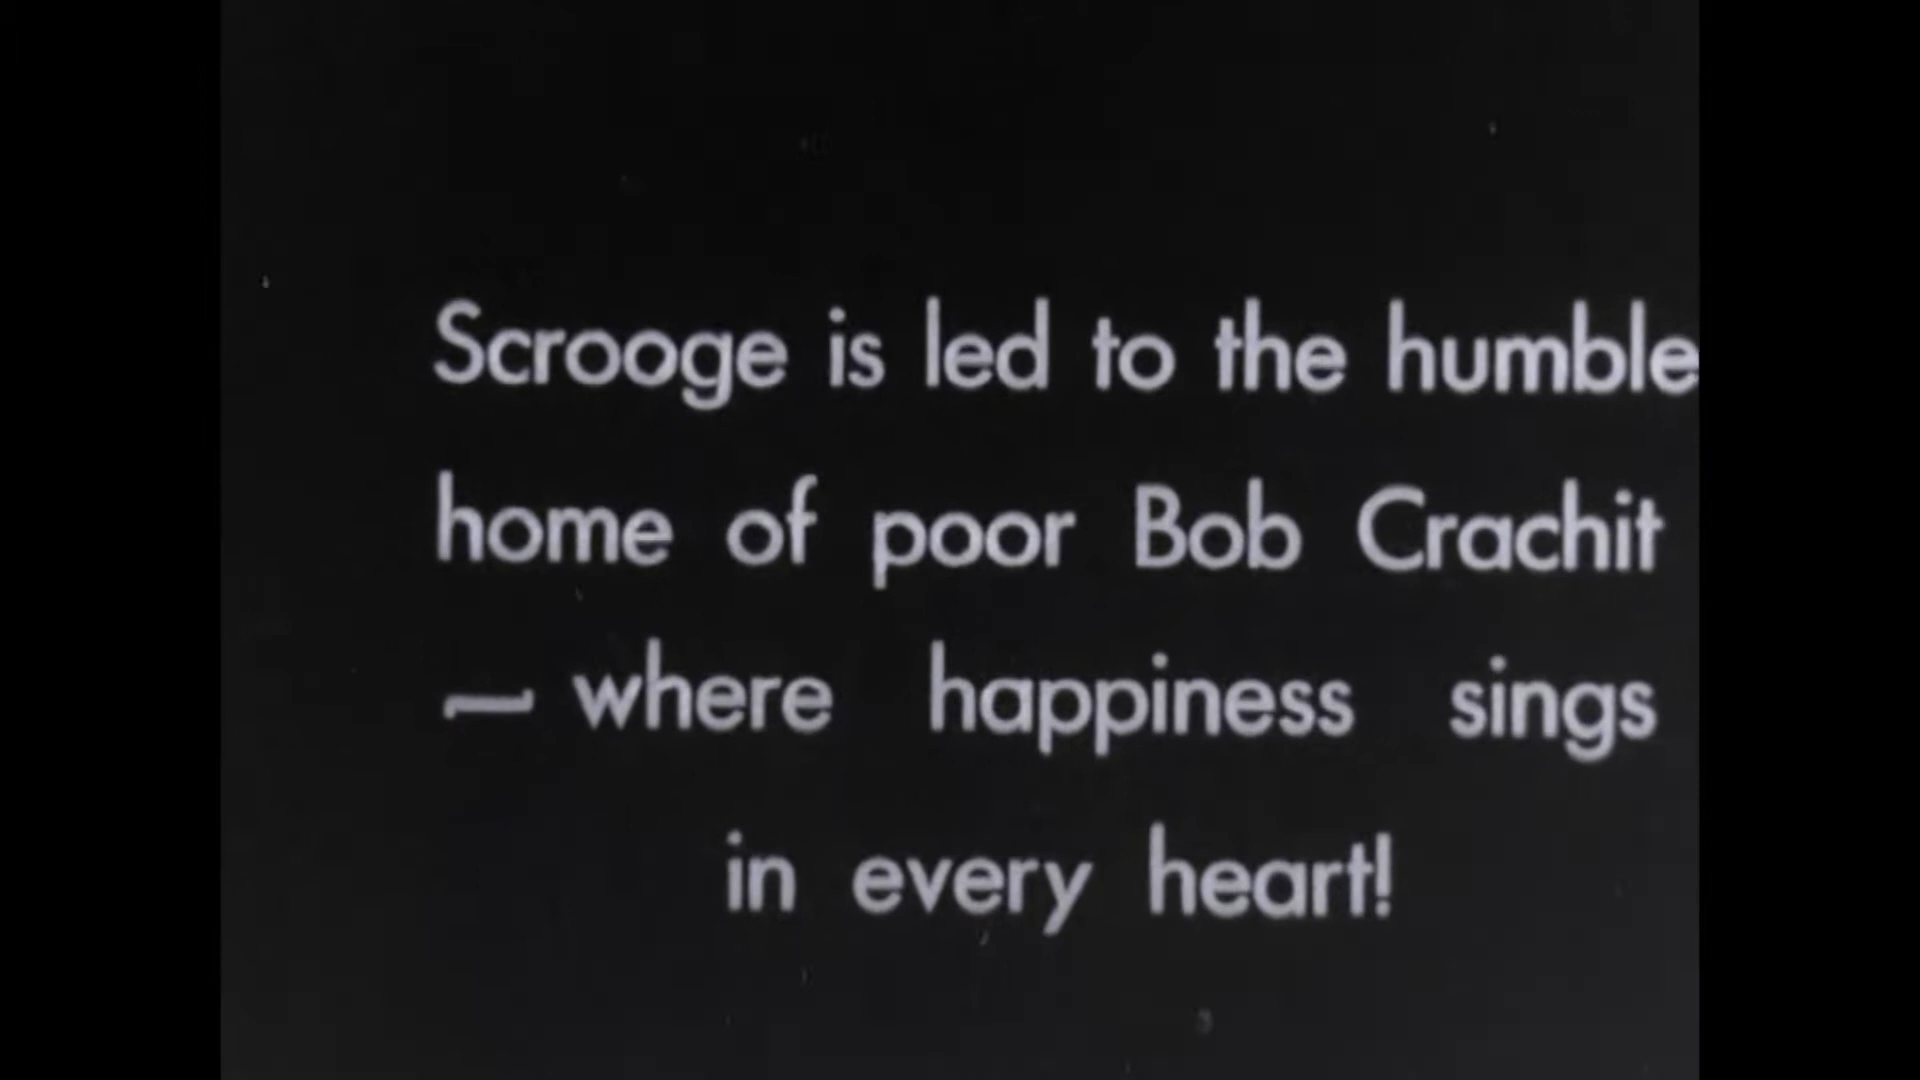 Scrooge is led to the humble
home of poor Bob Crachit
— where happiness sings
in every heart!